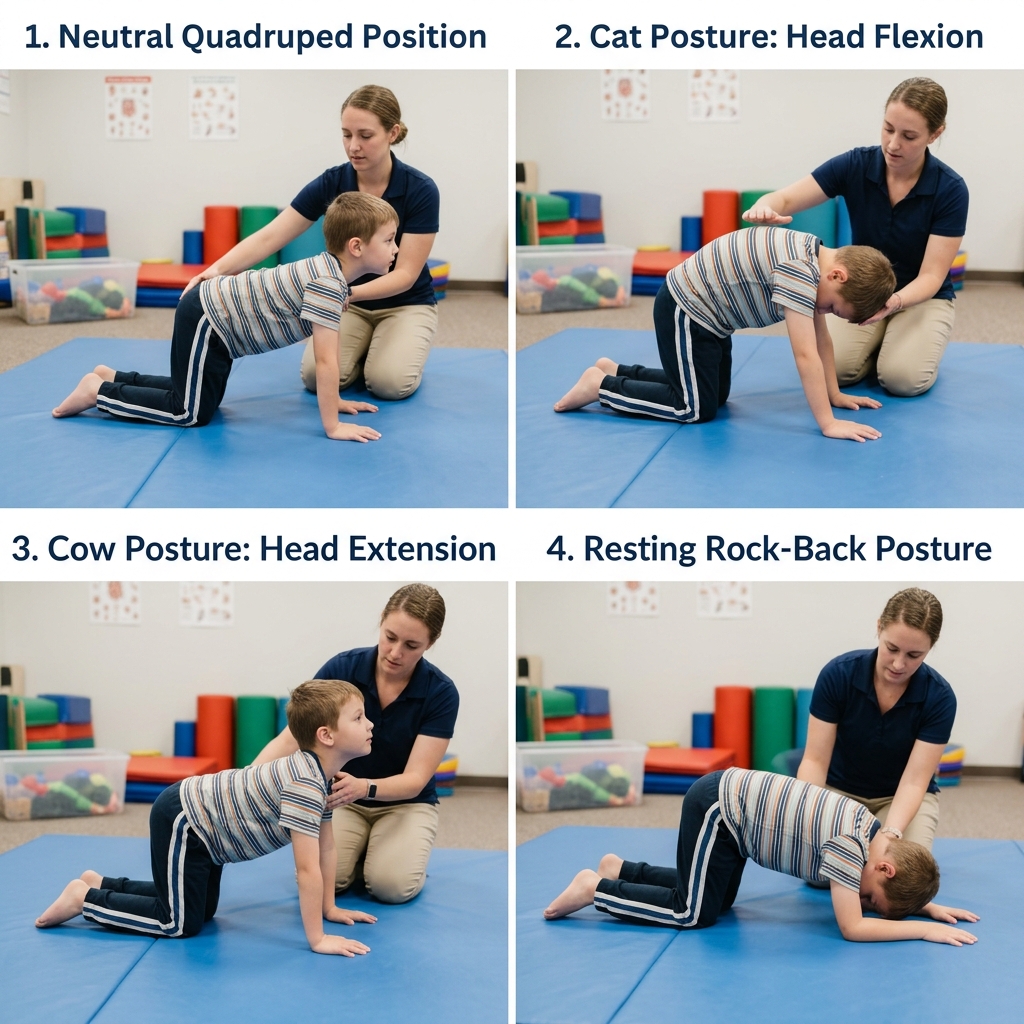 1. Neutral Quadruped Position
2. Cat Posture: Head Flexion
3. Cow Posture: Head Extension
4. Resting Rock-Back Posture